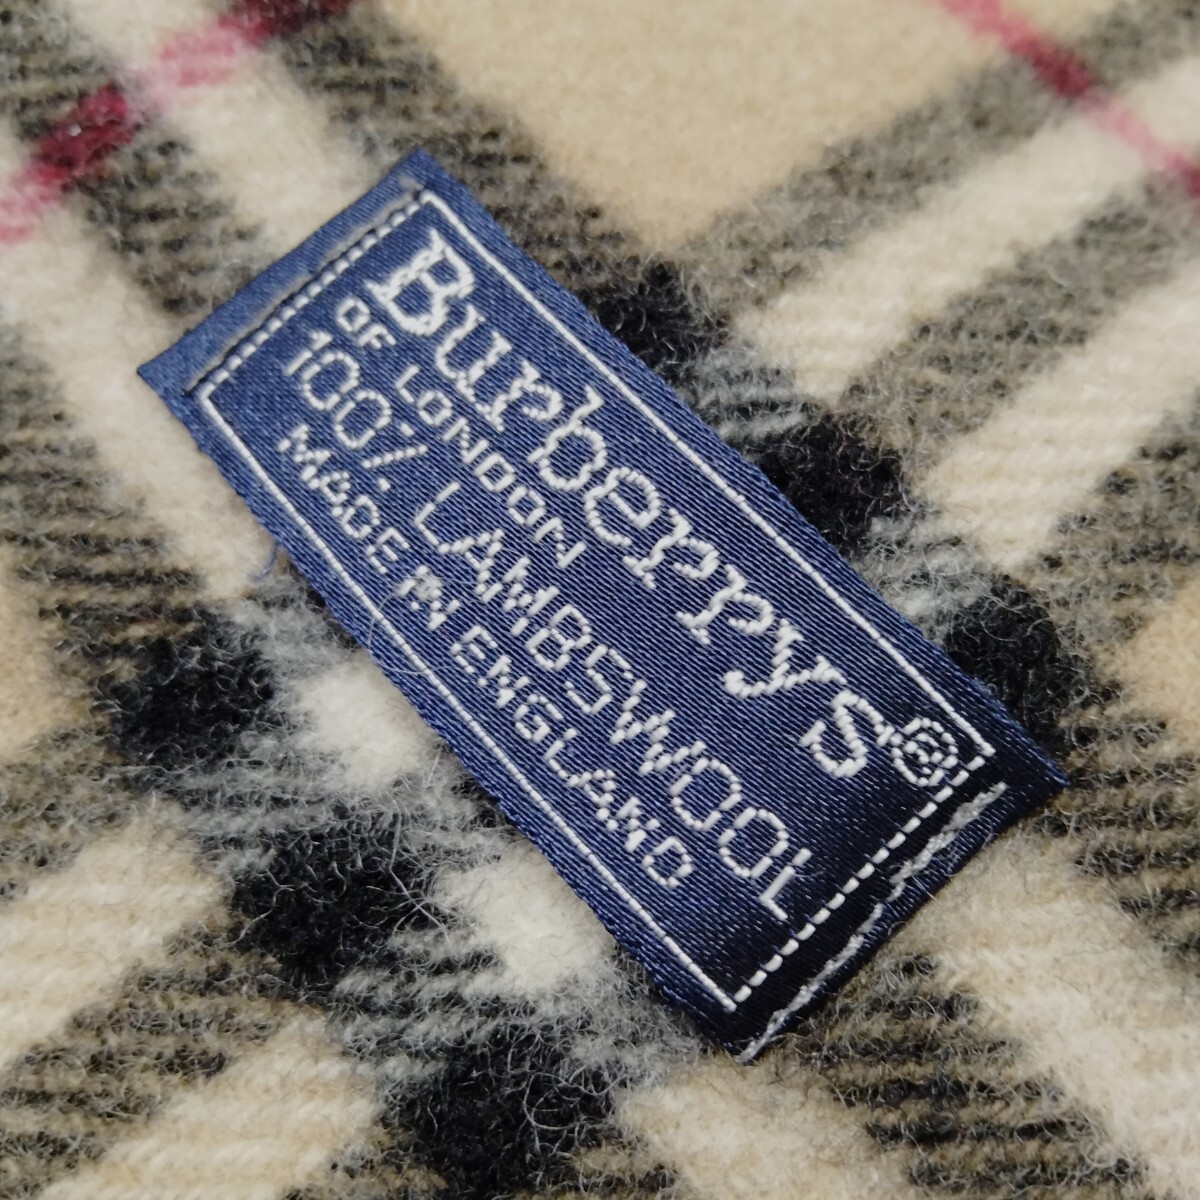 Burberrys®
OF LONDON
100% LAMBSWOOL
MADE IN ENGLAND